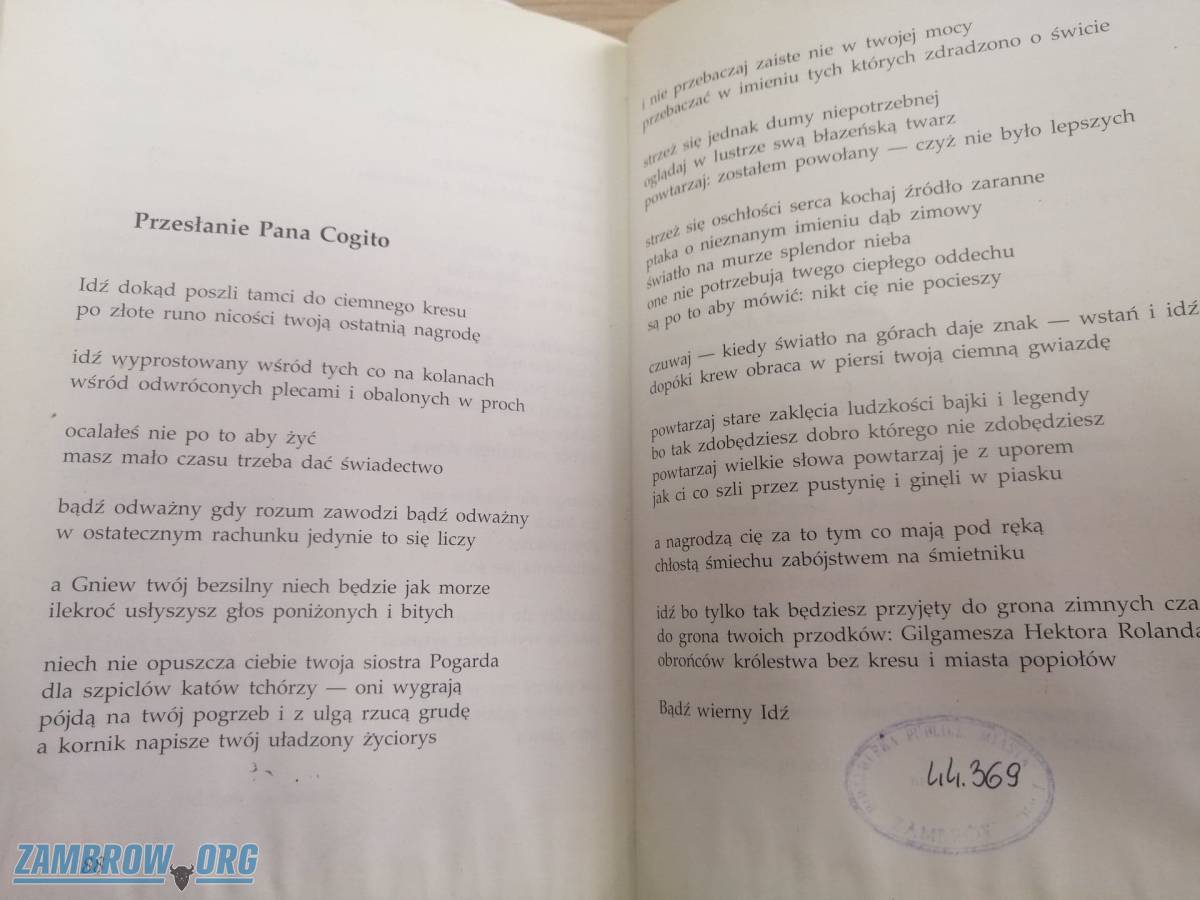 Przesłanie Pana Cogito
Idź dokąd poszli tamci do ciemnego kresu
po złote runo nicości twoją ostatnią nagrodę
idź wyprostowany wśród tych co na kolanach
wśród odwróconych plecami i obalonych w proch
ocalałeś nie po to aby żyć
masz mało czasu trzeba dać świadectwo
bądź odważny gdy rozum zawodzi bądź odważny
w ostatecznym rachunku jedynie to się liczy
a Gniew twój bezsilny niech będzie jak morze
ilekroć usłyszysz głos poniżonych i bitych
niech nie opuszcza ciebie twoja siostra Pogarda
dla szpiclów katów tchórzy — oni wygrają
pójdą na twój pogrzeb i z ulgą rzucą grudę
a kornik napisze twój uładzony życiorys
88
ZAMBROW.ORG
i nie przebaczaj zaiste nie w twojej mocy
przebaczać w imieniu tych których zdradzono o świcie
strzeż się jednak dumy niepotrzebnej
oglądaj w lustrze swą błazeńską twarz
powtarzaj: zostałem powołany — czyż nie było lepszych
strzeż się oschłości serca kochaj źródło zaranne
ptaka o nieznanym imieniu dąb zimowy
światło na murze splendor nieba
one nie potrzebują twego ciepłego oddechu
są po to aby mówić: nikt cię nie pocieszy
czuwaj — kiedy światło na górach daje znak — wstań i idź
dopóki krew obraca w piersi twoją ciemną gwiazdę
powtarzaj stare zaklęcia ludzkości bajki i legendy
bo tak zdobędziesz dobro którego nie zdobędziesz
powtarzaj wielkie słowa powtarzaj je z uporem
jak ci co szli przez pustynię i ginęli w piasku
a nagrodzą cię za to tym co mają pod ręką
chłostą śmiechu zabójstwem na śmietniku
idź bo tylko tak będziesz przyjęty do grona zimnych cza
do grona twoich przodków: Gilgamesza Hektora Rolanda
obrońców królestwa bez kresu i miasta popiołów
Bądź wierny Idź
44.369